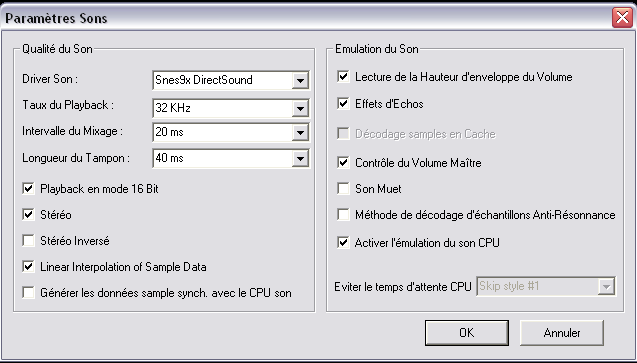 Paramètres Sons
Qualité du Son
Driver Son : Snes9x DirectSound
Taux du Playback : 32 KHz
Intervalle du Mixage : 20 ms
Longueur du Tampon : 40 ms
Playback en mode 16 Bit
Stéréo
Stéréo Inversé
Linear Interpolation of Sample Data
Générer les données sample synch. avec le CPU son
Emulation du Son
Lecture de la Hauteur d'enveloppe du Volume
Effets d'Echos
Décodage samples en Cache
Contrôle du Volume Maître
Son Muet
Méthode de décodage d'échantillons Anti-Résonnance
Activer l'émulation du son CPU
Eviter le temps d'attente CPU Skip style #1
OK Annuler